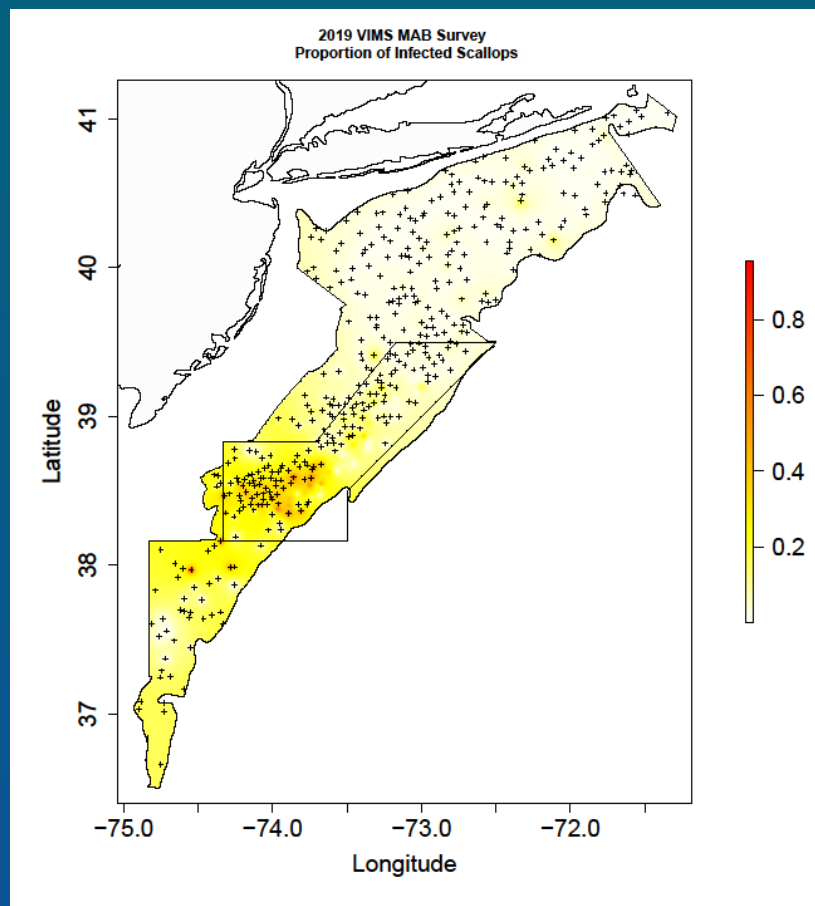 2019 VIMS MAB Survey
Proportion of Infected Scallops
41
40
39
38
37
Latitude
0.8
0.6
0.4
0.2
−75.0 −74.0 −73.0 −72.0
Longitude